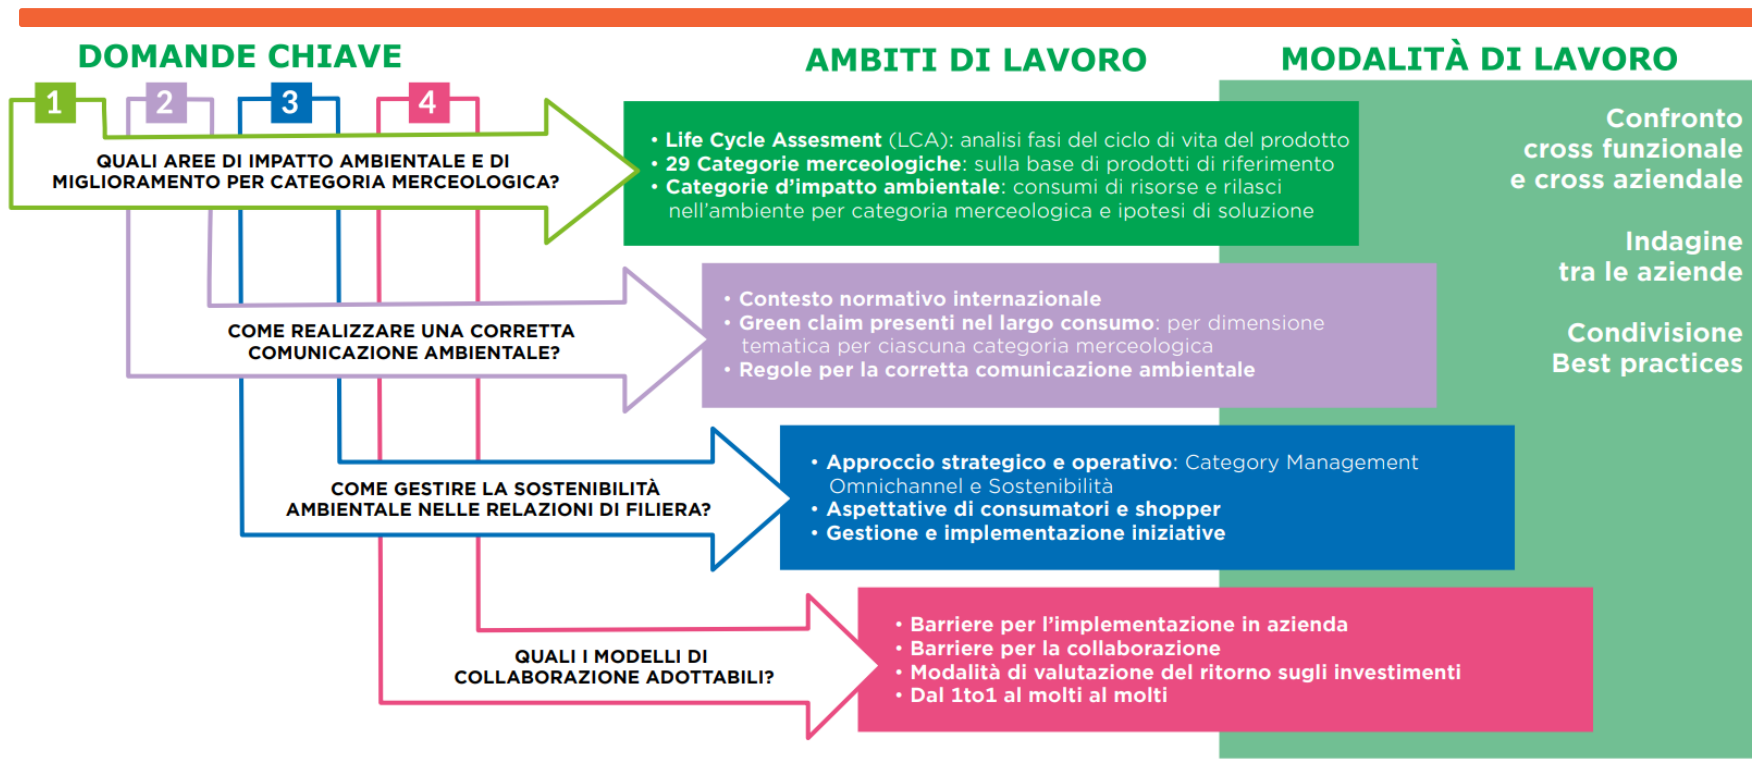 DOMANDE CHIAVE
AMBITI DI LAVORO
MODALITÀ DI LAVORO
1
2
3
4
QUALI AREE DI IMPATTO AMBIENTALE E DI
MIGLIORAMENTO PER CATEGORIA MERCEOLOGICA?
• Life Cycle Assesment (LCA): analisi fasi del ciclo di vita del prodotto
• 29 Categorie merceologiche: sulla base di prodotti di riferimento
• Categorie d'impatto ambientale: consumi di risorse e rilasci
nell'ambiente per categoria merceologica e ipotesi di soluzione
COME REALIZZARE UNA CORRETTA
COMUNICAZIONE AMBIENTALE?
• Contesto normativo internazionale
• Green claim presenti nel largo consumo: per dimensione
tematica per ciascuna categoria merceologica
• Regole per la corretta comunicazione ambientale
COME GESTIRE LA SOSTENIBILITÀ
AMBIENTALE NELLE RELAZIONI DI FILIERA?
• Approccio strategico e operativo: Category Management
Omnichannel e Sostenibilità
• Aspettative di consumatori e shopper
• Gestione e implementazione iniziative
QUALI I MODELLI DI
COLLABORAZIONE ADOTTABILI?
• Barriere per l'implementazione in azienda
• Barriere per la collaborazione
• Modalità di valutazione del ritorno sugli investimenti
• Dal 1to1 al molti al molti
Confronto
cross funzionale
e cross aziendale
Indagine
tra le aziende
Condivisione
Best practices